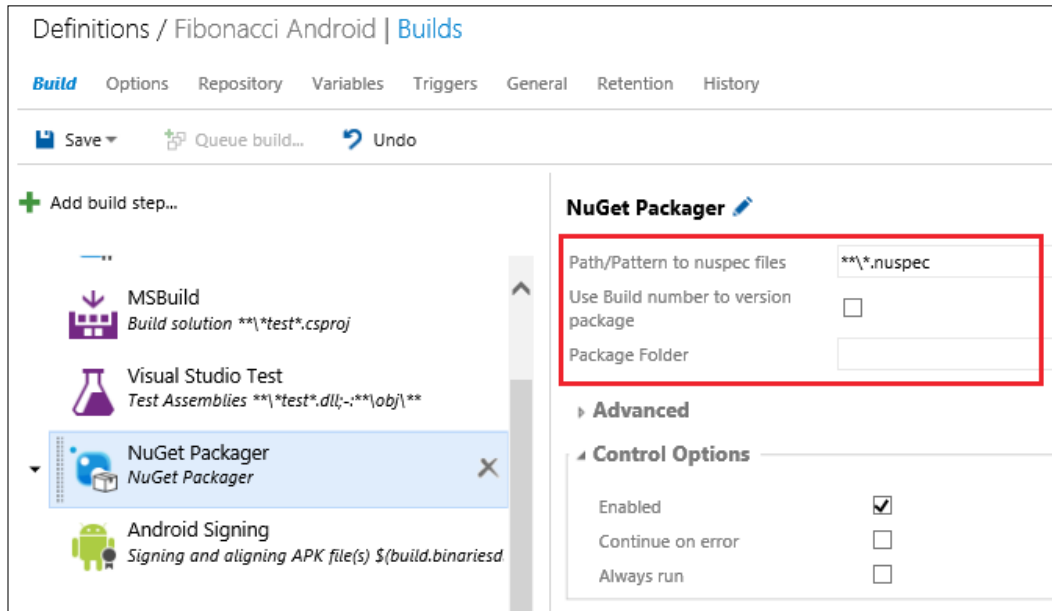 Definitions / Fibonacci Android | Builds
Build Options Repository Variables Triggers General Retention History
Save Queue build... Undo
Add build step...
MSBuild
Build solution **\*test*.csproj
Visual Studio Test
Test Assemblies **\*test*.dll;-:**\obj\**
NuGet Packager
NuGet Packager
Android Signing
Signing and aligning APK file(s) $(build.binariesd
NuGet Packager
Path/Pattern to nuspec files **\*.nuspec
Use Build number to version
package
Package Folder
Advanced
Control Options
Enabled
Continue on error
Always run